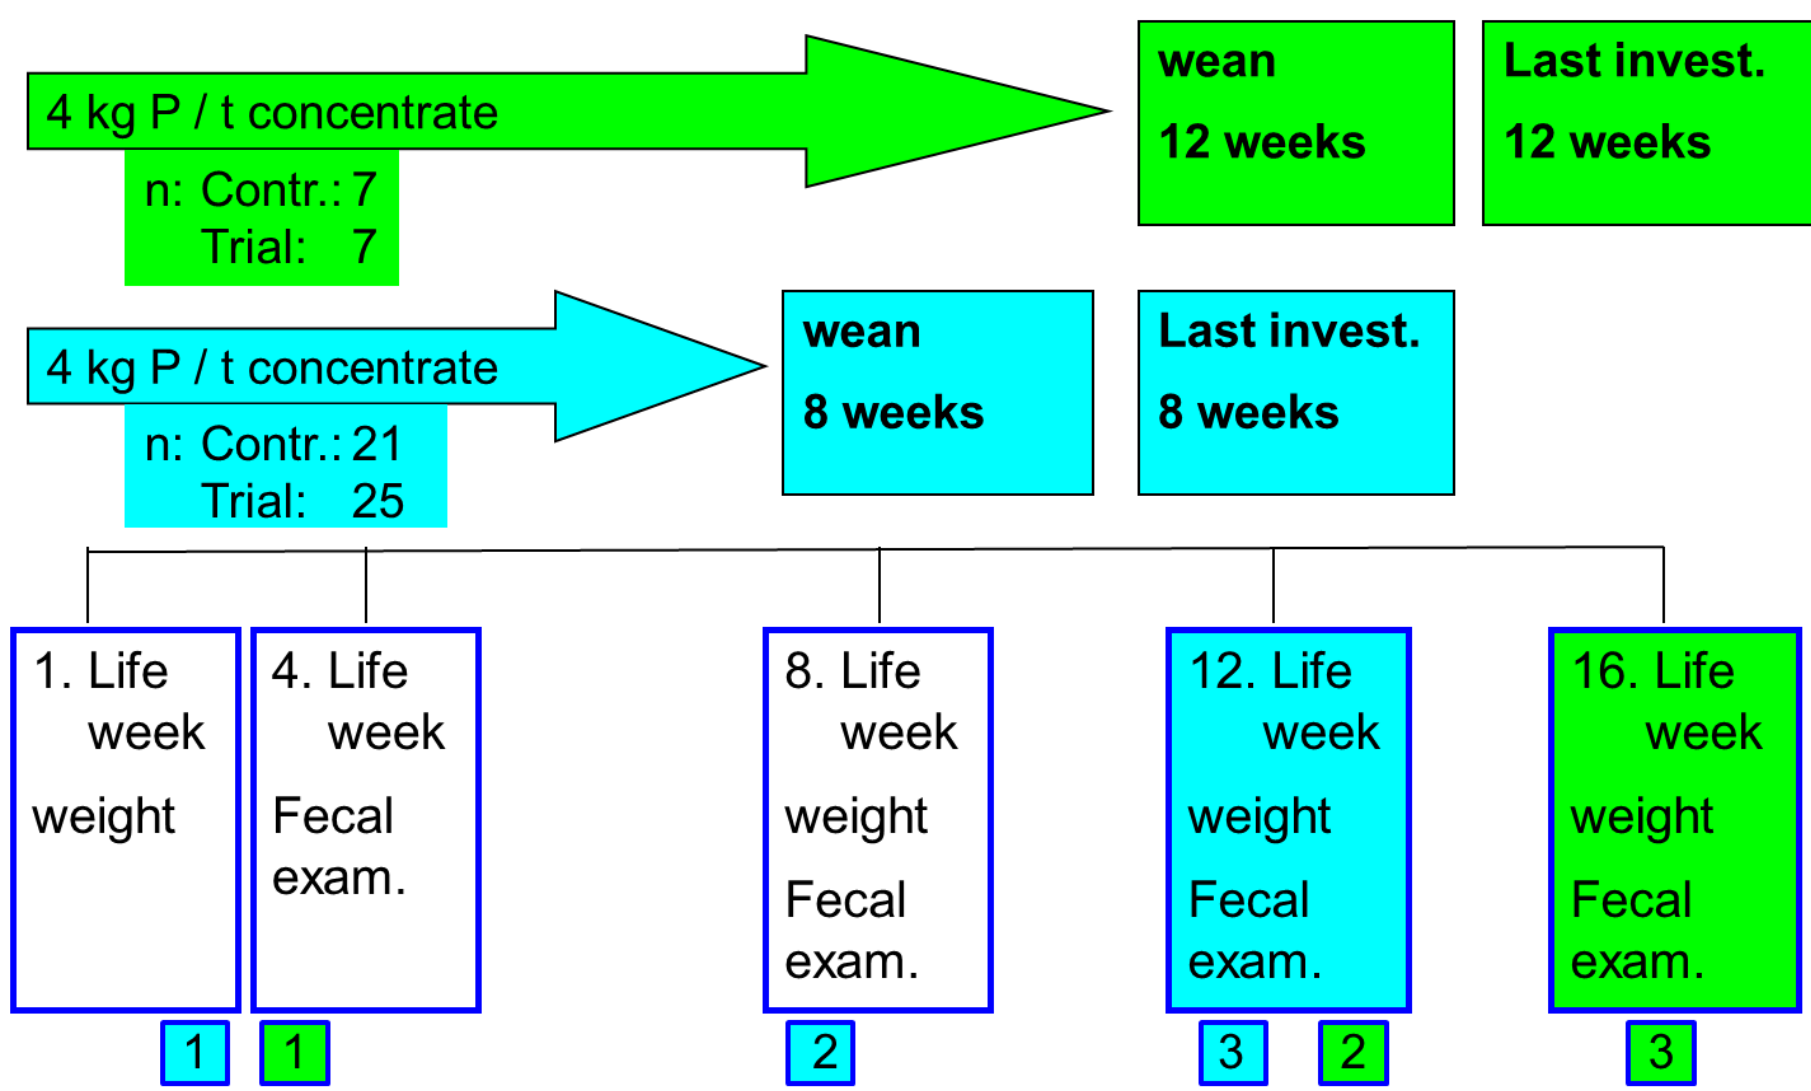 4 kg P / t concentrate
n: Contr.: 7
Trial: 7
wean
12 weeks
Last invest.
12 weeks
4 kg P / t concentrate
n: Contr.: 21
Trial: 25
wean
8 weeks
Last invest.
8 weeks
1. Life
week
weight
4. Life
week
Fecal
exam.
8. Life
week
weight
Fecal
exam.
12. Life
week
weight
Fecal
exam.
16. Life
week
weight
Fecal
exam.
1
1
2
3
2
3